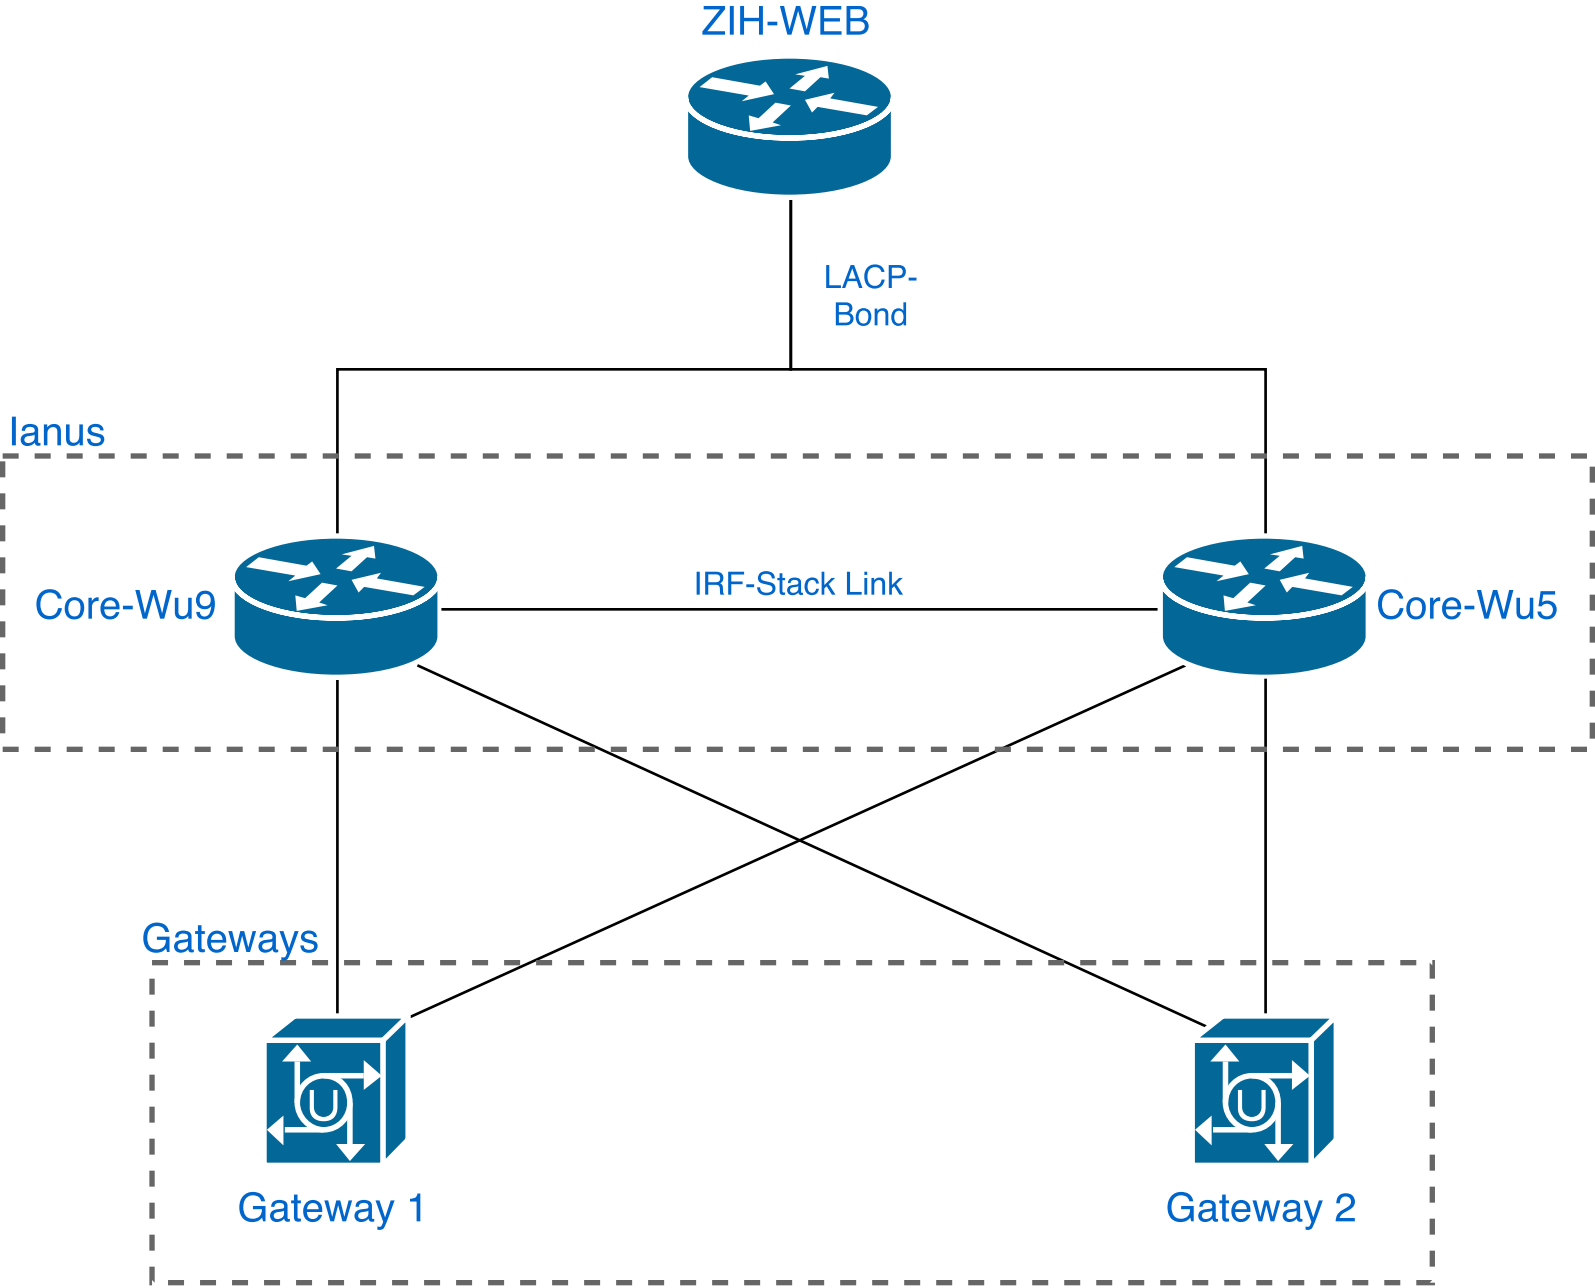 ZIH-WEB
LACP-
Bond
Ianus
Core-Wu9
IRF-Stack Link
Core-Wu5
Gateways
U
U
Gateway 1
Gateway 2